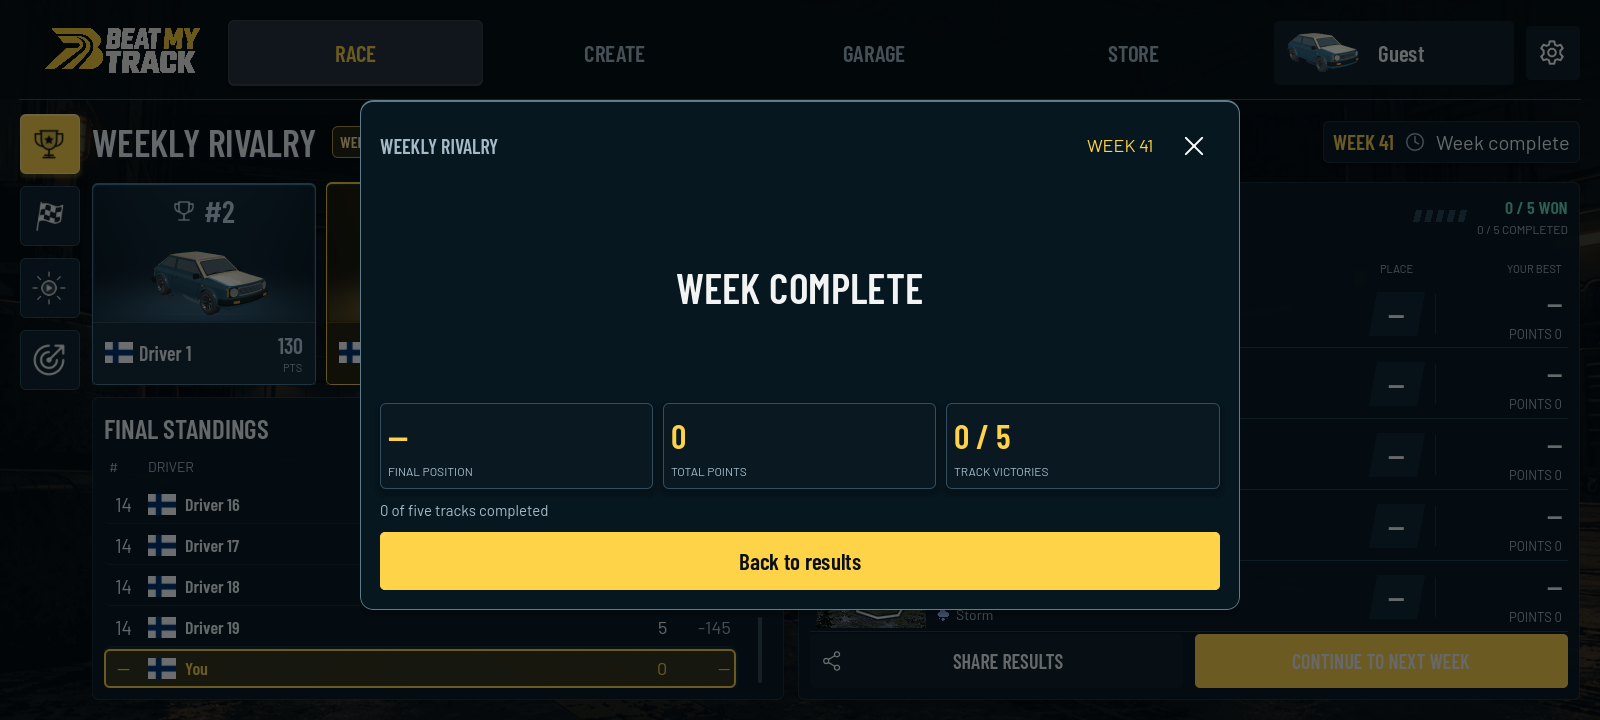 BEAT MY TRACK
RACE
CREATE
GARAGE
STORE
Guest
WEEKLY RIVALRY
WEEK 41
Week complete
#2
Driver 1
130
PTS
FINAL STANDINGS
# DRIVER
14 Driver 16
14 Driver 17
14 Driver 18
14 Driver 19 5 -145
— You 0 —
WEEKLY RIVALRY
WEEK 41
WEEK COMPLETE
—
FINAL POSITION
0
TOTAL POINTS
0 / 5
TRACK VICTORIES
0 of five tracks completed
Back to results
0 / 5 WON
0 / 5 COMPLETED
PLACE YOUR BEST
— —
POINTS 0
— —
POINTS 0
— —
POINTS 0
— —
POINTS 0
— —
POINTS 0
Storm
SHARE RESULTS
CONTINUE TO NEXT WEEK